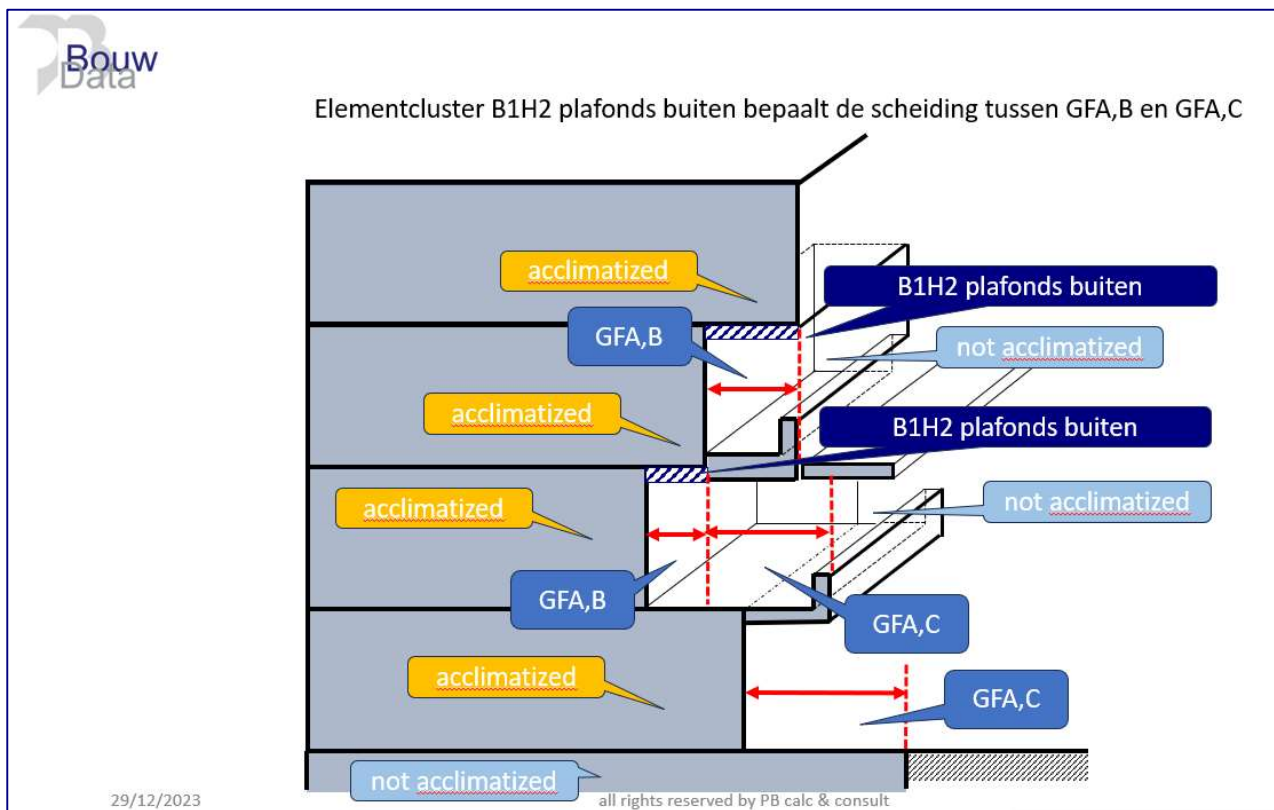 Bouw
Data
Elementcluster B1H2 plafonds buiten bepaalt de scheiding tussen GFA,B en GFA,C
acclimatized
B1H2 plafonds buiten
GFA,B
not acclimatized
acclimatized
B1H2 plafonds buiten
acclimatized
not acclimatized
GFA,B
GFA,C
acclimatized
GFA,C
not acclimatized
29/12/2023
all rights reserved by PB calc & consult